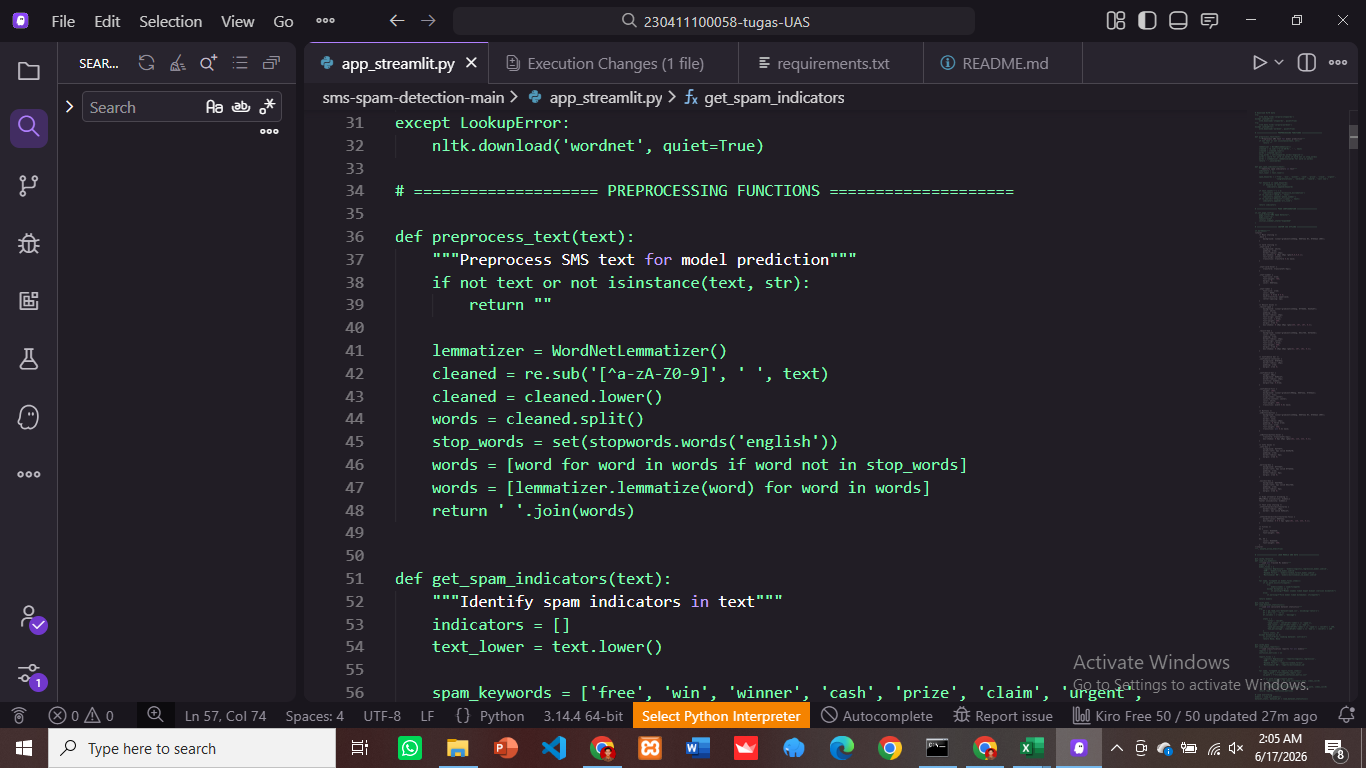 File Edit Selection View Go
230411100058-tugas-UAS
SEAR...
app_streamlit.py
Execution Changes (1 file)
requirements.txt
README.md
Search
sms-spam-detection-main > app_streamlit.py > get_spam_indicators
31 except LookupError:
32 nltk.download('wordnet', quiet=True)
33
34 # ==================== PREPROCESSING FUNCTIONS ====================
35
36 def preprocess_text(text):
37 """Preprocess SMS text for model prediction"""
38 if not text or not isinstance(text, str):
39 return ""
40
41 lemmatizer = WordNetLemmatizer()
42 cleaned = re.sub('[^a-zA-Z0-9]', ' ', text)
43 cleaned = cleaned.lower()
44 words = cleaned.split()
45 stop_words = set(stopwords.words('english'))
46 words = [word for word in words if word not in stop_words]
47 words = [lemmatizer.lemmatize(word) for word in words]
48 return ' '.join(words)
49
50
51 def get_spam_indicators(text):
52 """Identify spam indicators in text"""
53 indicators = []
54 text_lower = text.lower()
55
56 spam_keywords = ['free', 'win', 'winner', 'cash', 'prize', 'claim', 'urgent',
Activate Windows
Go to Settings to activate Windows.
0 0 Ln 57, Col 74 Spaces: 4 UTF-8 LF {} Python 3.14.4 64-bit Select Python Interpreter Autocomplete Report issue Kiro Free 50 / 50 updated 27m ago
Type here to search
2:05 AM
6/17/2026
8